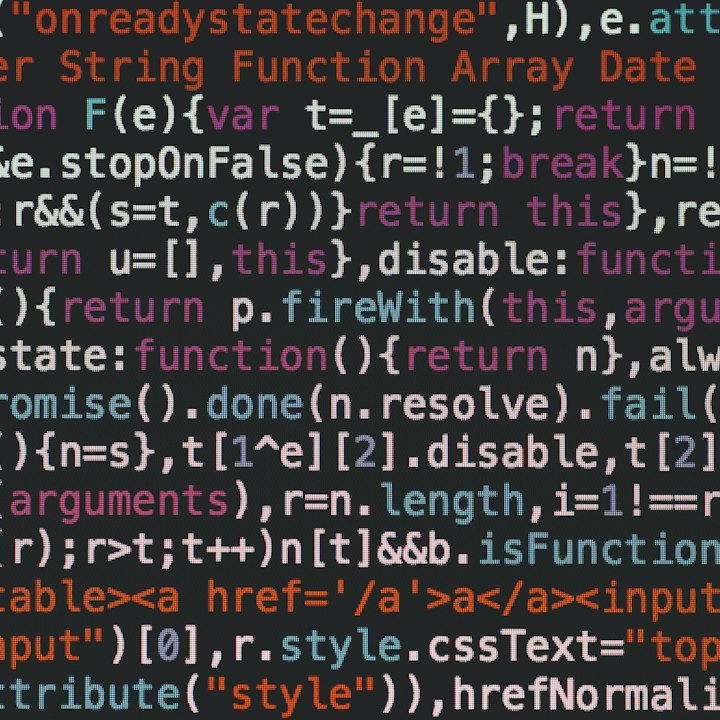 ("onreadystatechange",H),e.att
er String Function Array Date
ion F(e){var t=_[e]={};return
&e.stopOnFalse){r=!1;break}n=!
:r&&(s=t,c(r))}return this},re
turn u=[],this},disable:functi
(){return p.fireWith(this,argu
state:function(){return n},alw
romise().done(n.resolve).fail(
(){n=s},t[1^e][2].disable,t[2]
(arguments),r=n.length,i=1!==r
(r);r>t;t++)n[t]&&b.isFunction
table><a href='/a'>a</a><input
nput")[0],r.style.cssText="top
ttribute("style")),hrefNormali